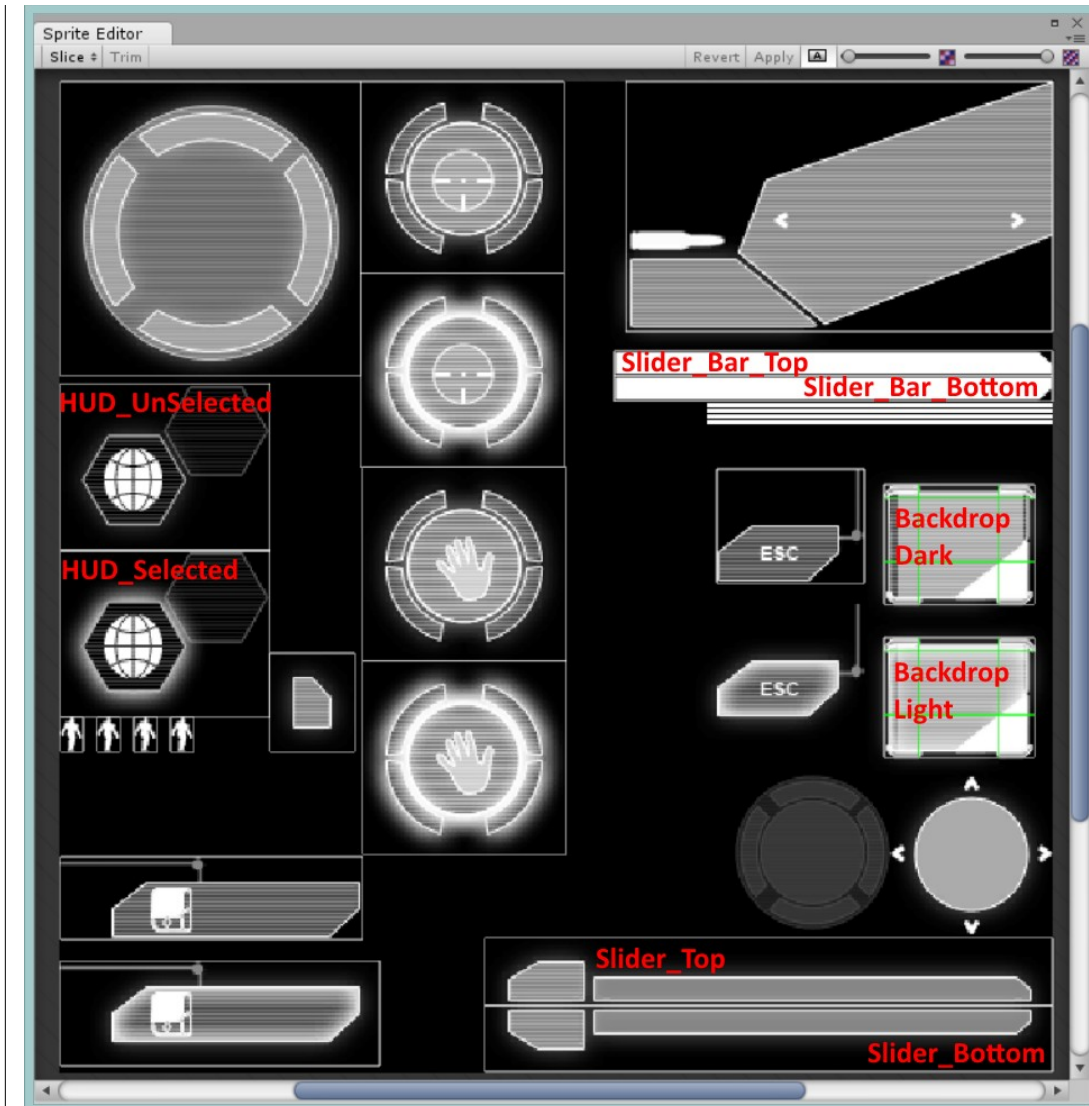 Sprite Editor
Slice Trim
Revert Apply A
Slider_Bar_Top
Slider_Bar_Bottom
HUD_UnSelected
ESC
Backdrop
Dark
HUD_Selected
ESC
Backdrop
Light
Slider_Top
Slider_Bottom